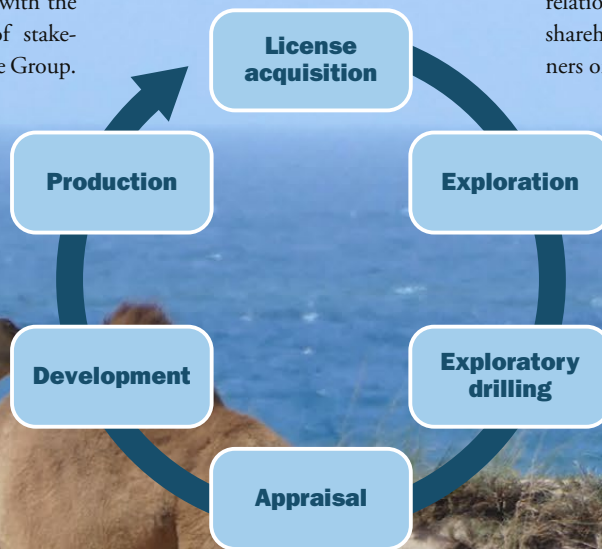 with the
of stake-
e Group.
relatio
shareh
ners o
License
acquisition
Exploration
Exploratory
drilling
Appraisal
Development
Production